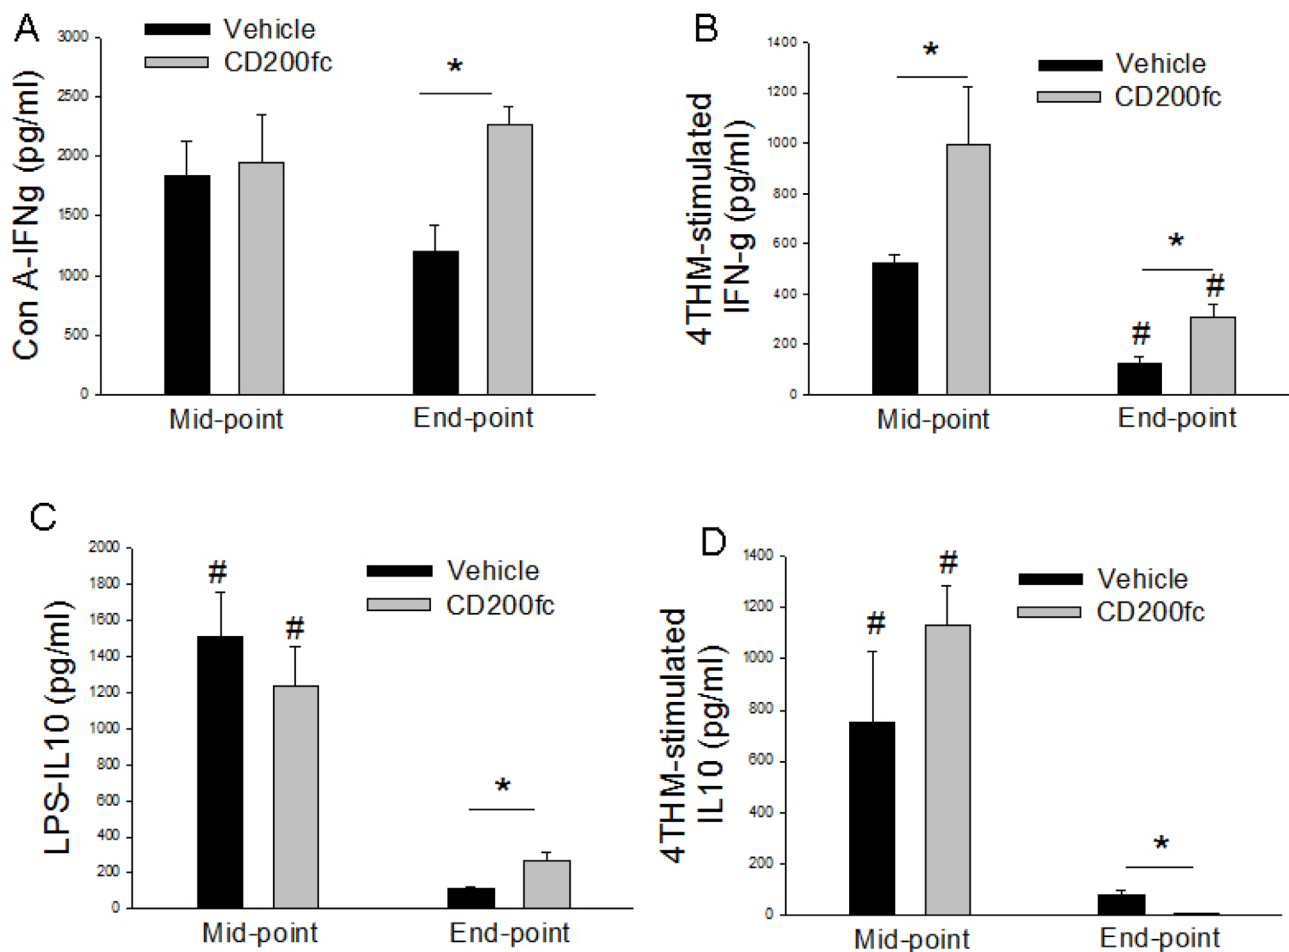 A
Vehicle
CD200fc
Con A-IFNg (pg/ml)
3000
2500
2000
1500
1000
500
0
*
Mid-point
End-point
B
Vehicle
CD200fc
4THM-stimulated
IFN-g (pg/ml)
1400
1200
1000
800
600
400
200
0
*
*
#
#
Mid-point
End-point
C
Vehicle
CD200fc
LPS-IL10 (pg/ml)
2000
1800
1600
1400
1200
1000
800
600
400
200
0
#
#
*
Mid-point
End-point
D
Vehicle
CD200fc
4THM-stimulated
IL10 (pg/ml)
1400
1200
1000
800
600
400
200
0
#
#
*
Mid-point
End-point